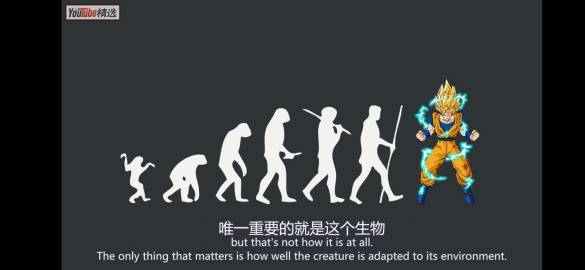 YouTube精选
唯一重要的就是这个生物
but that's not how it is at all.
The only thing that matters is how well the creature is adapted to its environment.